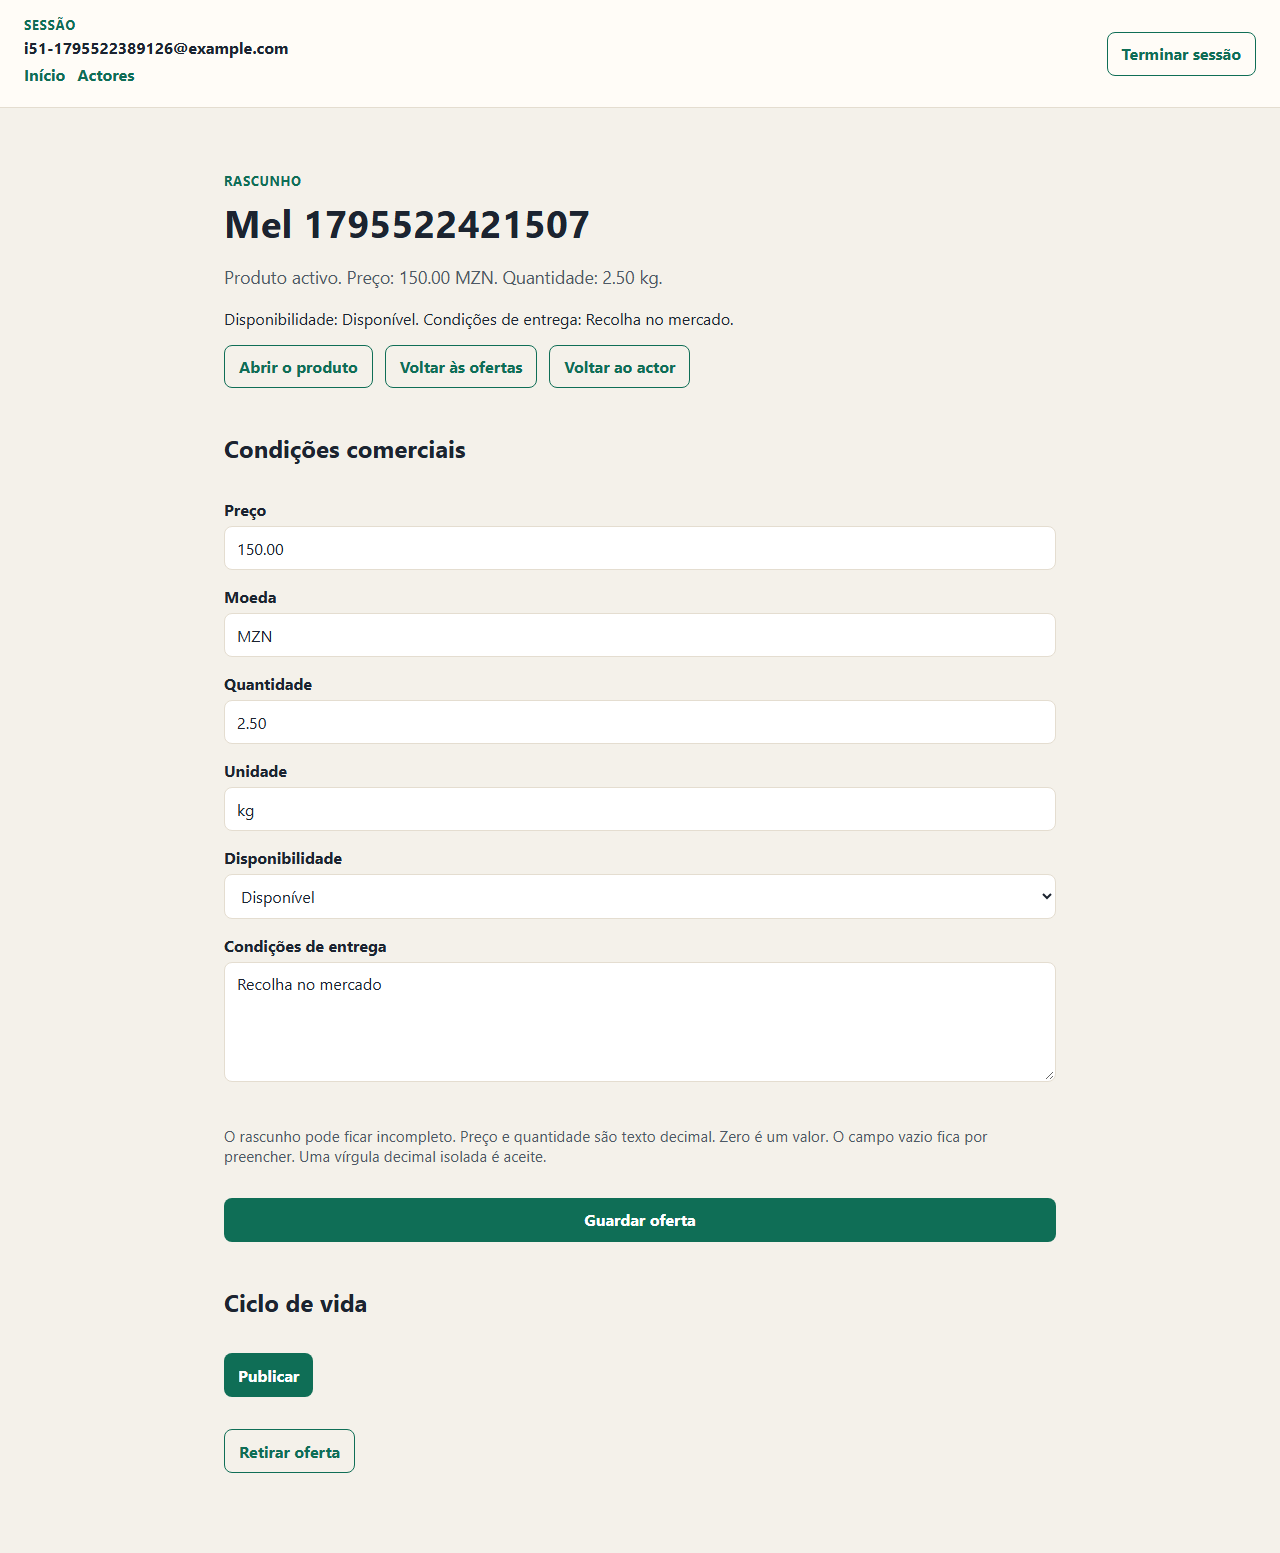 SESSÃO
i51-1795522389126@example.com
Início Actores
Terminar sessão
RASCUNHO
Mel 1795522421507
Produto activo. Preço: 150.00 MZN. Quantidade: 2.50 kg.
Disponibilidade: Disponível. Condições de entrega: Recolha no mercado.
Abrir o produto Voltar às ofertas Voltar ao actor
Condições comerciais
Preço
150.00
Moeda
MZN
Quantidade
2.50
Unidade
kg
Disponibilidade
Disponível
Condições de entrega
Recolha no mercado
O rascunho pode ficar incompleto. Preço e quantidade são texto decimal. Zero é um valor. O campo vazio fica por
preencher. Uma vírgula decimal isolada é aceite.
Guardar oferta
Ciclo de vida
Publicar
Retirar oferta